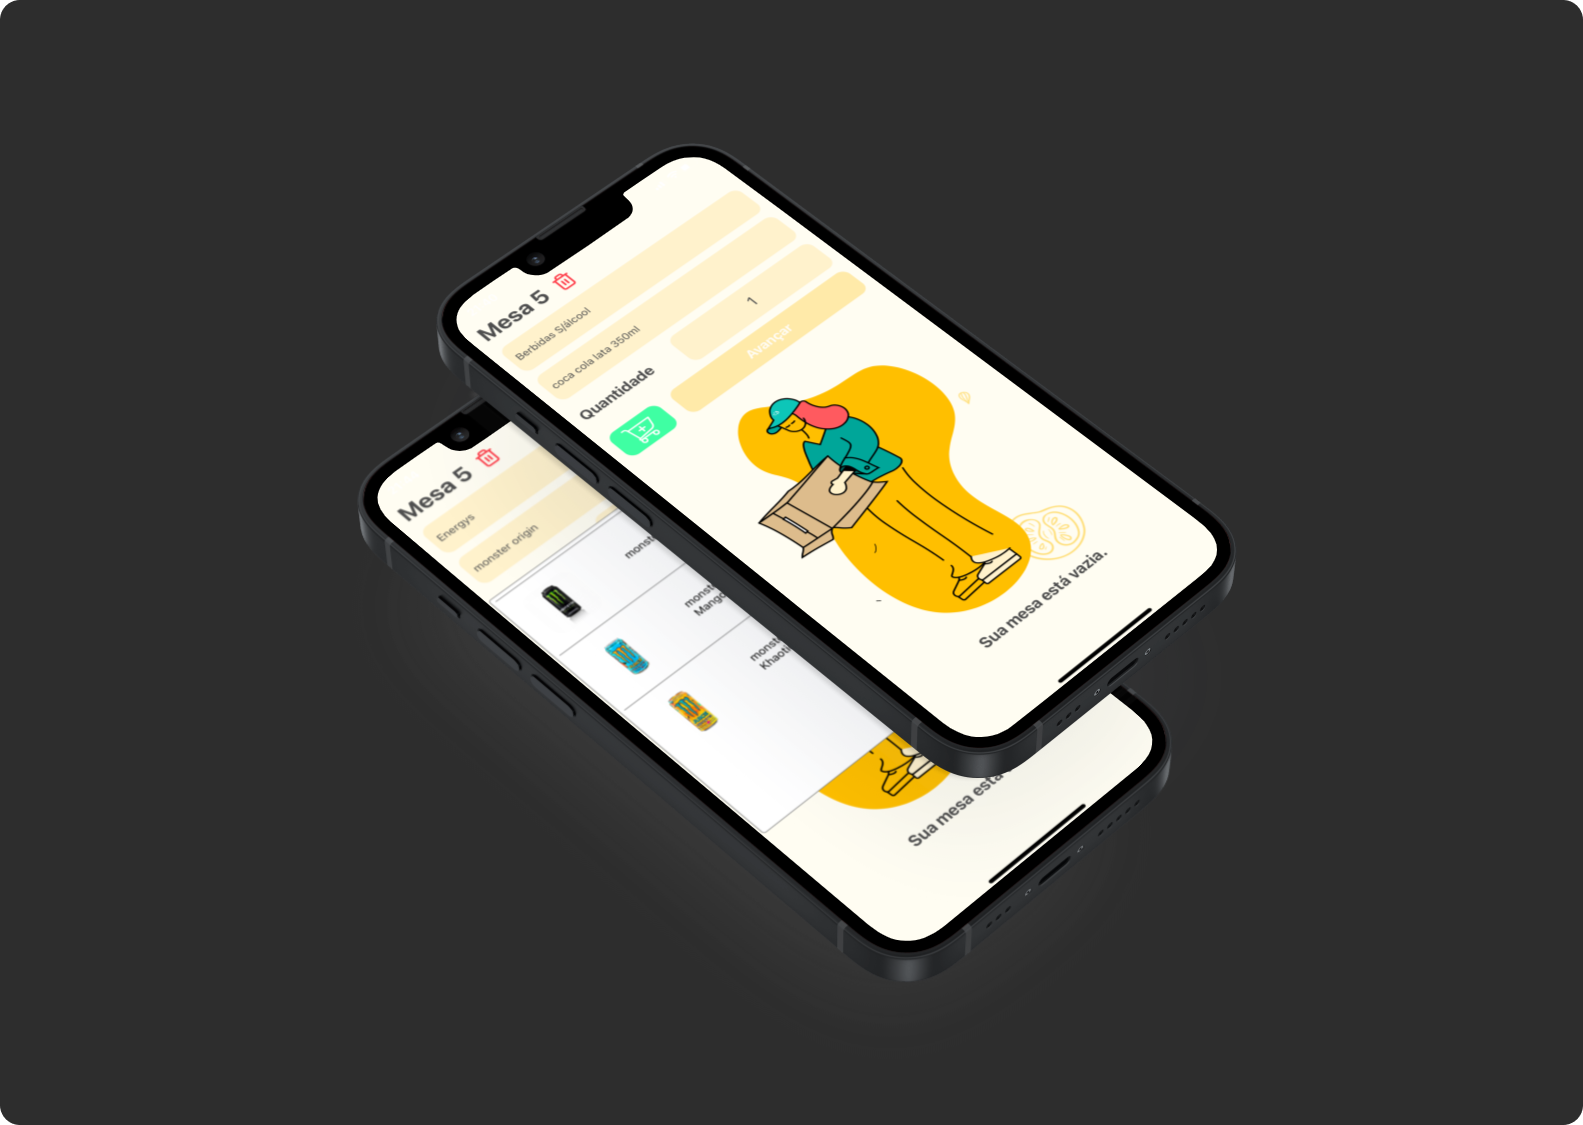 Mesa 5
Berbidas S/álcool
coca cola lata 350ml
Quantidade
1
Avançar
Sua mesa está vazia.
Mesa 5
Energys
monster origin
monst
Mango
monst
Khaoti
Sua mesa está